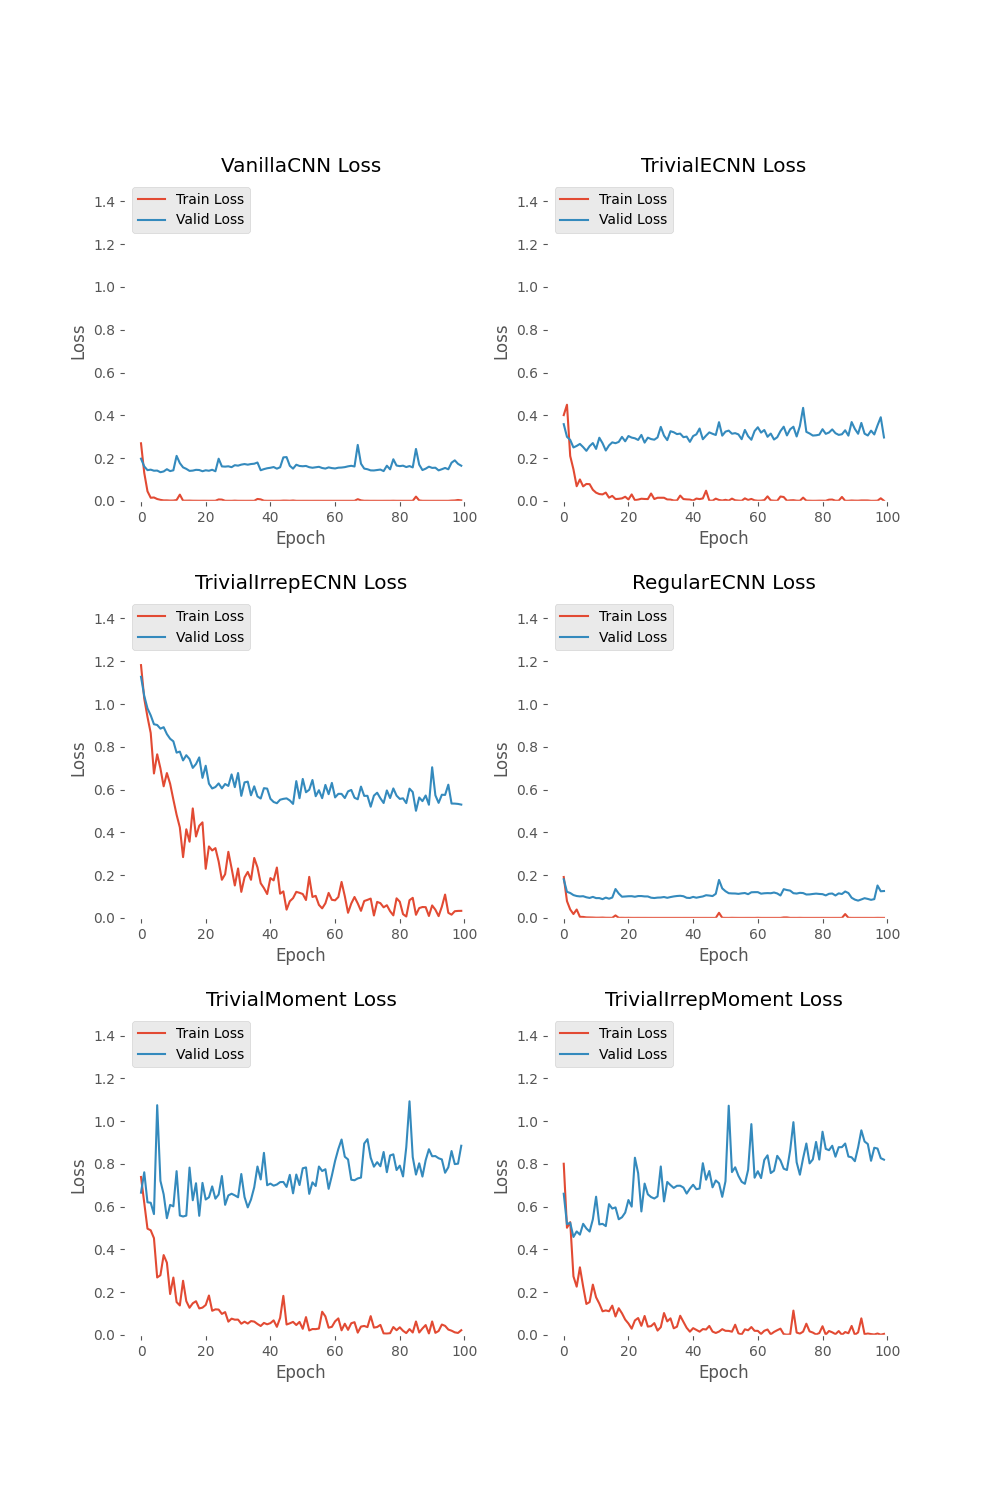 VanillaCNN Loss
Train Loss
Valid Loss
1.4
1.2
1.0
0.8
0.6
0.4
0.2
0.0
Loss
0 20 40 60 80 100
Epoch
TrivialECNN Loss
Train Loss
Valid Loss
1.4
1.2
1.0
0.8
0.6
0.4
0.2
0.0
Loss
0 20 40 60 80 100
Epoch
TrivialIrrepECNN Loss
Train Loss
Valid Loss
1.4
1.2
1.0
0.8
0.6
0.4
0.2
0.0
Loss
0 20 40 60 80 100
Epoch
RegularECNN Loss
Train Loss
Valid Loss
1.4
1.2
1.0
0.8
0.6
0.4
0.2
0.0
Loss
0 20 40 60 80 100
Epoch
TrivialMoment Loss
Train Loss
Valid Loss
1.4
1.2
1.0
0.8
0.6
0.4
0.2
0.0
Loss
0 20 40 60 80 100
Epoch
TrivialIrrepMoment Loss
Train Loss
Valid Loss
1.4
1.2
1.0
0.8
0.6
0.4
0.2
0.0
Loss
0 20 40 60 80 100
Epoch